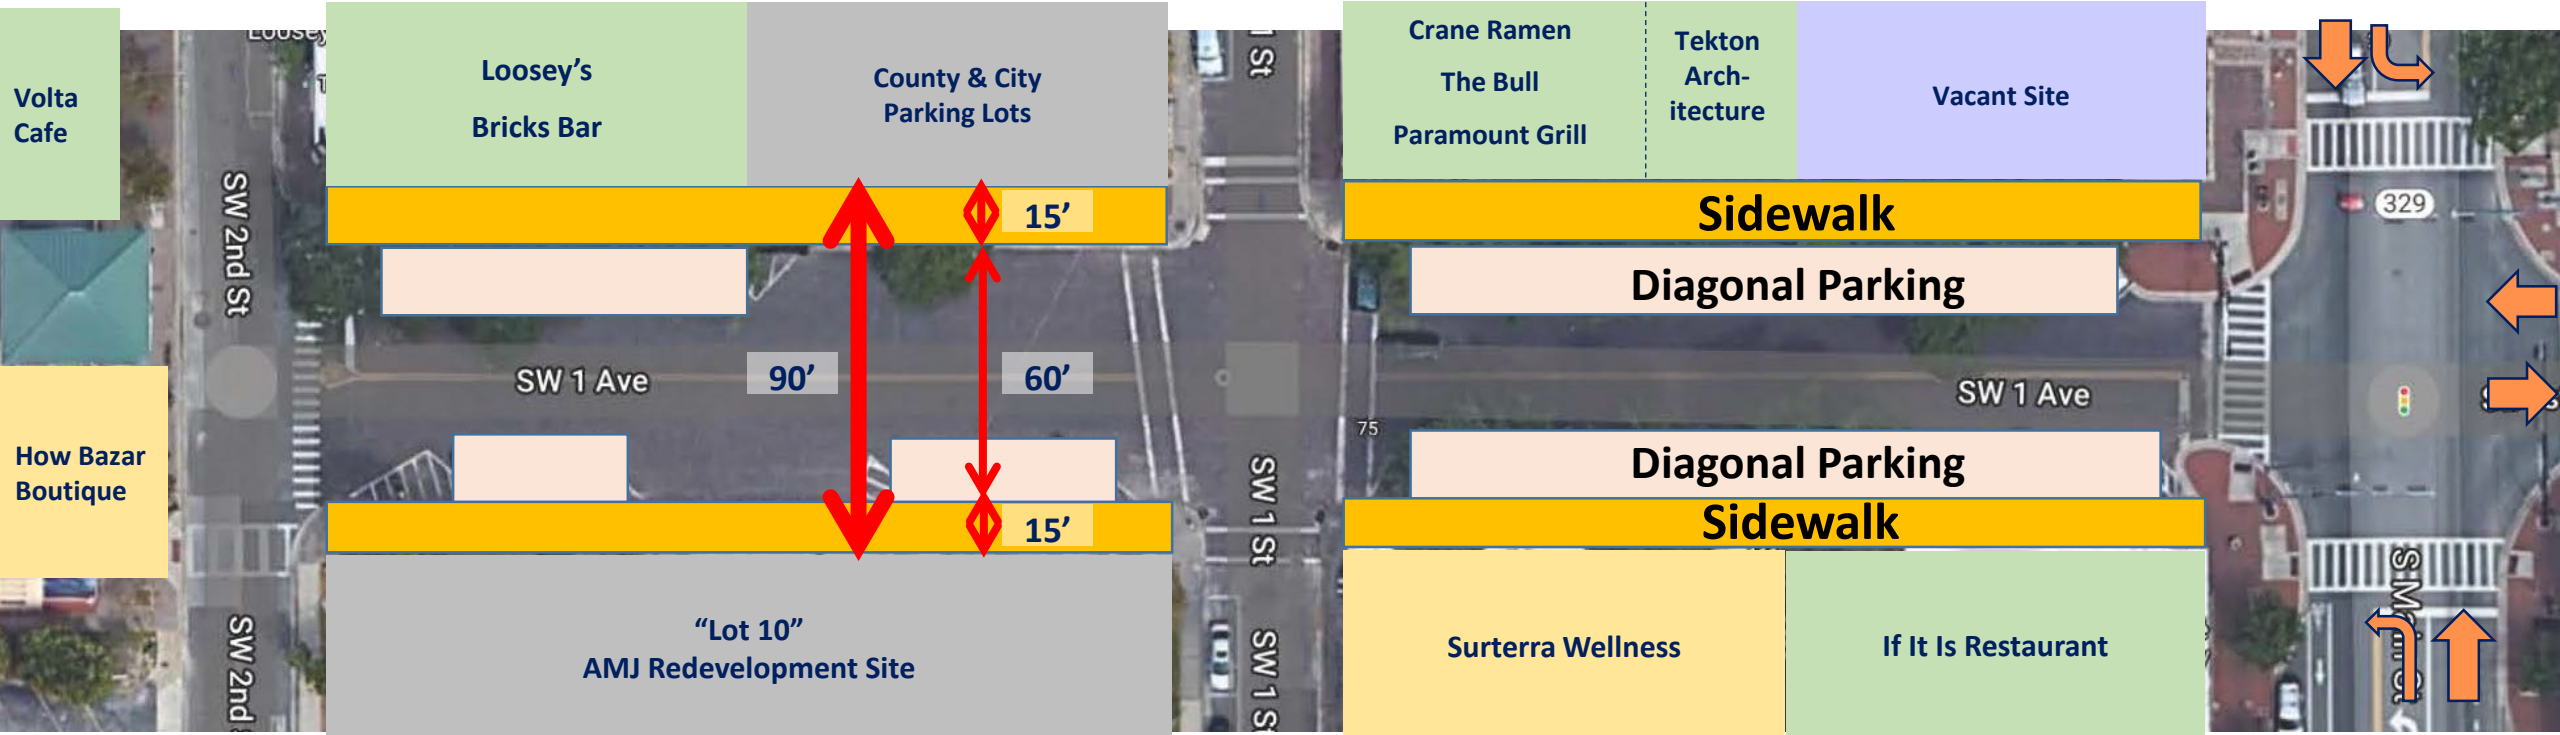 Volta
Cafe
Loosey
Loosey’s
Bricks Bar
County & City
Parking Lots
St
Crane Ramen
The Bull
Paramount Grill
Tekton
Arch-
itecture
Vacant Site
SW 2nd St
15’
Sidewalk
329
Diagonal Parking
SW 1 Ave
90’
60’
SW 1 Ave
75
How Bazar
Boutique
Diagonal Parking
SW 1 St
15’
Sidewalk
SW 2nd
“Lot 10”
AMJ Redevelopment Site
SW 1 St
Surterra Wellness
If It Is Restaurant